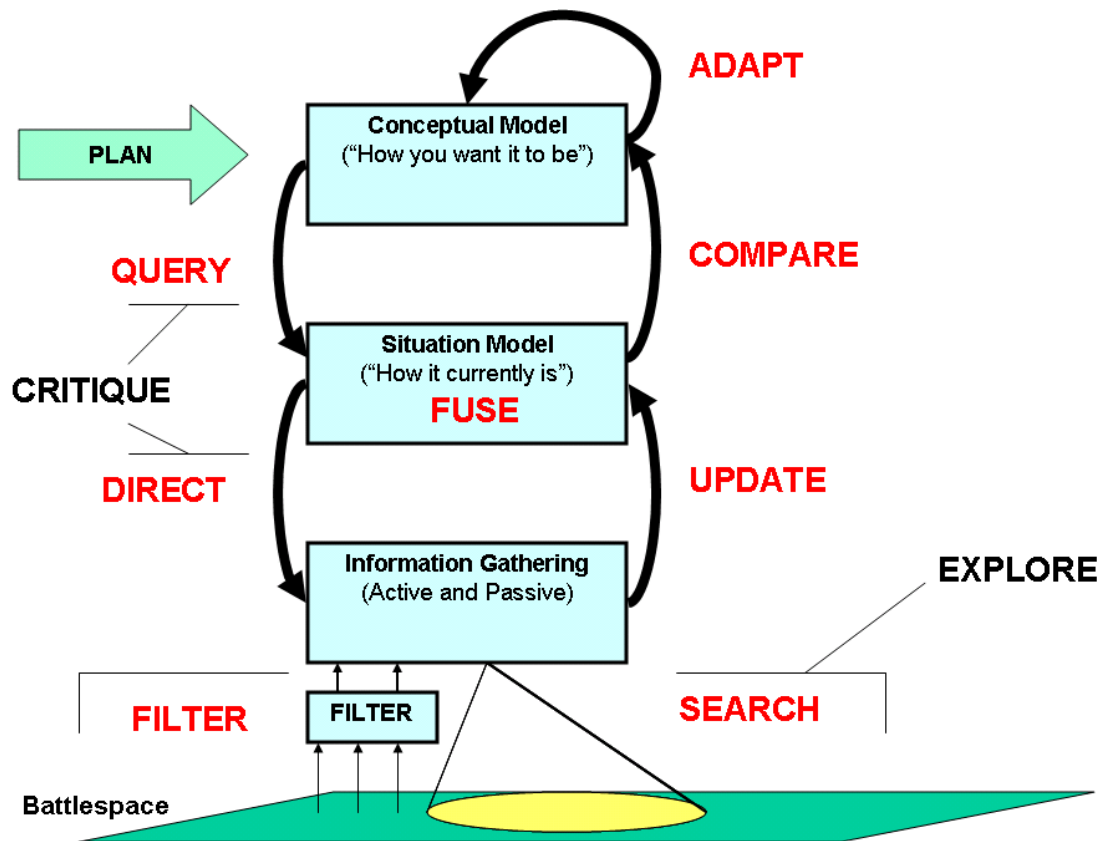 ADAPT
Conceptual Model
(“How you want it to be”)
PLAN
QUERY
COMPARE
Situation Model
(“How it currently is”)
FUSE
CRITIQUE
DIRECT
UPDATE
Information Gathering
(Active and Passive)
EXPLORE
FILTER
FILTER
SEARCH
Battlespace